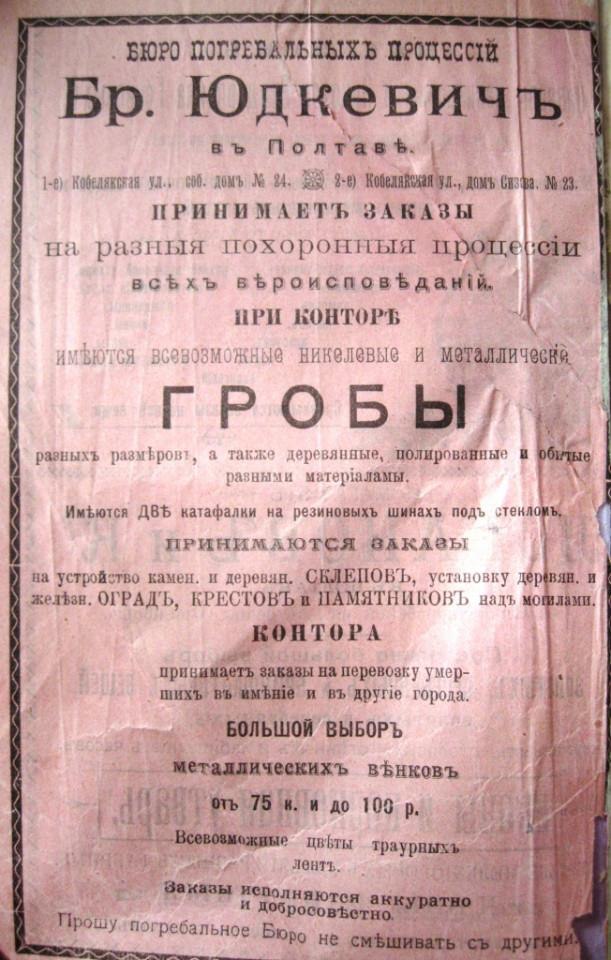 БЮРО ПОГРЕБАЛЬНЫХЪ ПРОЦЕССІЙ
Бр. Юдкевичъ
въ Полтавѣ.
1-е) Кобелякская ул., соб. домъ № 24. 2-е) Кобелякская ул., домъ Сизова. № 23.
ПРИНИМАЕТЪ ЗАКАЗЫ
на разныя похоронныя процессіи
всѣхъ вѣроисповѣданій.
ПРИ КОНТОРѢ
имѣются всевозможные никелевые и металлическіе
ГРОБЫ
разныхъ размѣровъ, а также деревянные, полированные и обитые
разными матеріаламы.
Имѣются ДВѢ катафалки на резиновыхъ шинахъ подъ стекломъ.
ПРИНИМАЮТСЯ ЗАКАЗЫ
на устройство камен. и деревян. СКЛЕПОВЪ, установку деревян. и
желѣзн. ОГРАДЪ, КРЕСТОВЪ и ПАМЯТНИКОВЪ надъ могилами.
КОНТОРА
принимаетъ заказы на перевозку умер-
шихъ въ имѣніе и въ другіе города.
БОЛЬШОЙ ВЫБОРЪ
металлическихъ вѣнковъ
отъ 75 к. и до 100 р.
Всевозможные цвѣты траурныхъ
лентъ.
Заказы исполняются аккуратно
и добросовѣстно.
Прошу погребальное Бюро не смѣшивать съ другими.